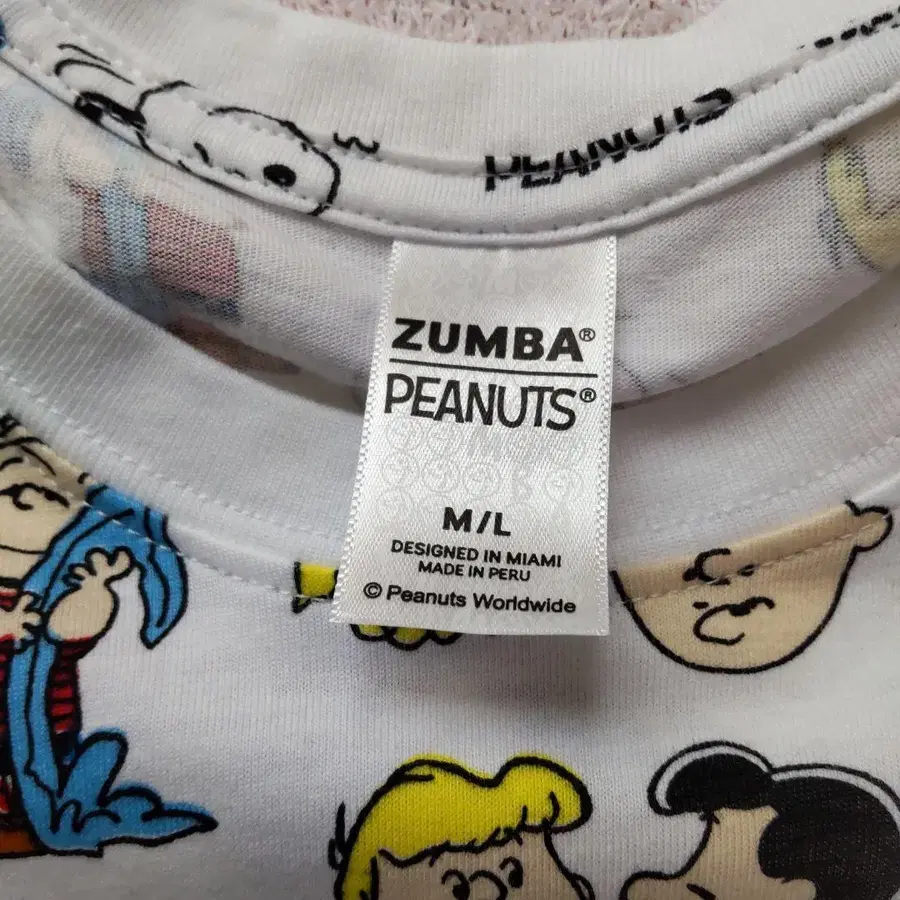 PEANUTS
ZUMBA®
PEANUTS®
M/L
DESIGNED IN MIAMI
MADE IN PERU
© Peanuts Worldwide